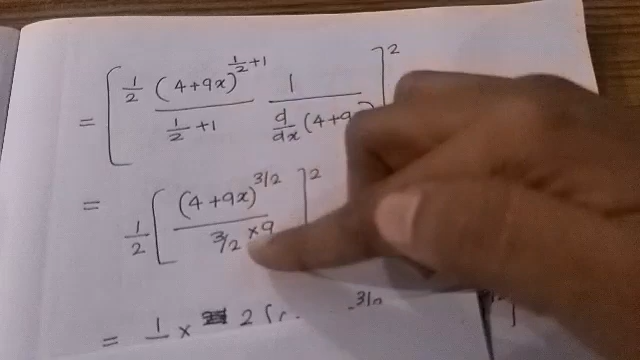 = [ 1/2 (4+9x)^{1/2+1} / (1/2+1) 1 / (d/dx (4+9 ]^2
= 1/2 [ (4+9x)^{3/2} / (3/2 × 9) ]^2
= 1 × 2 [( 3/